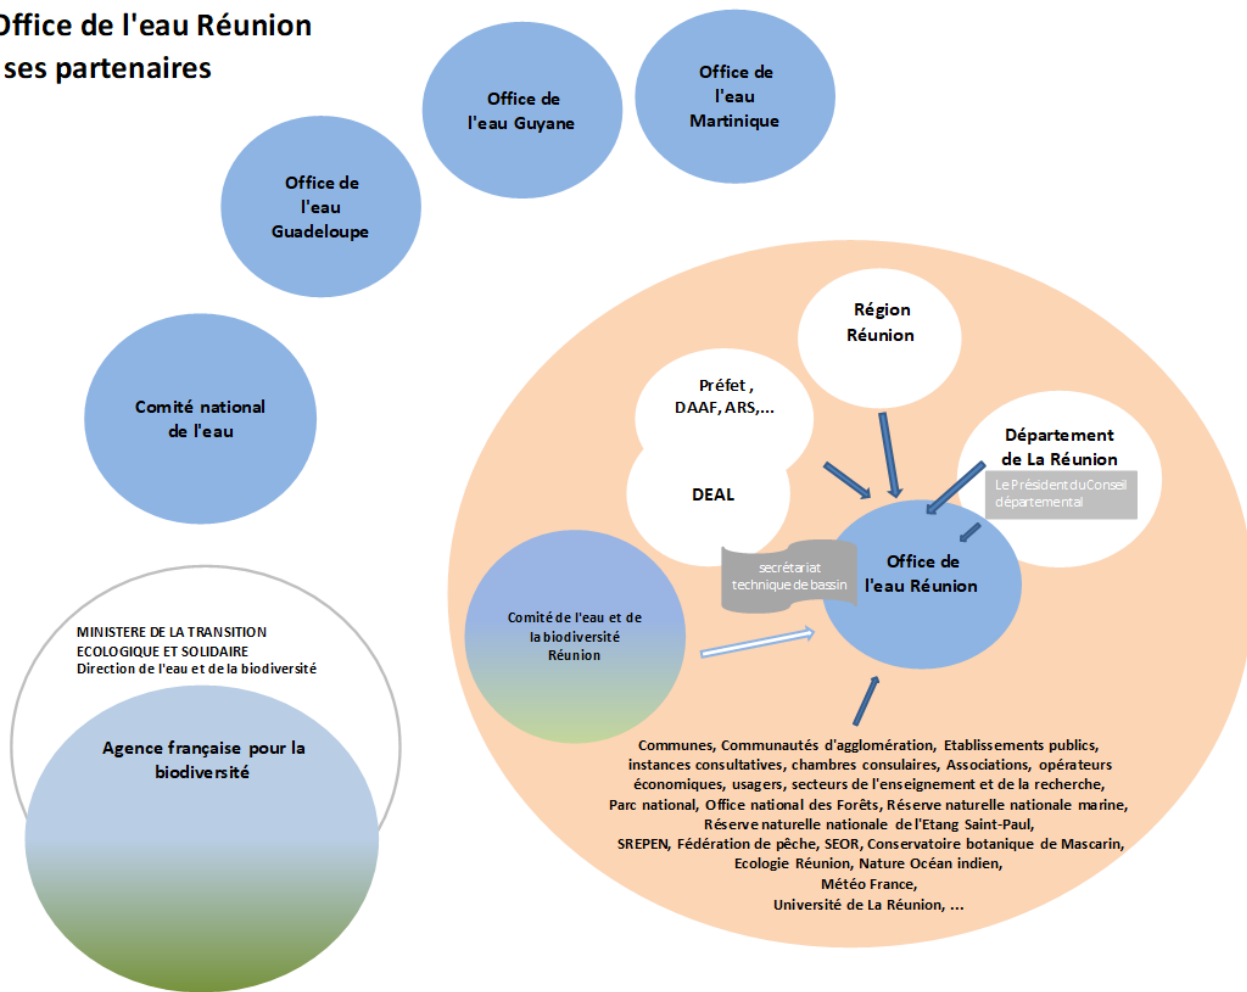 Office de l'eau Réunion
ses partenaires
Office de
l'eau
Martinique
Office de
l'eau Guyane
Office de
l'eau
Guadeloupe
Comité national
de l'eau
MINISTERE DE LA TRANSITION
ECOLOGIQUE ET SOLIDAIRE
Direction de l'eau et de la biodiversité
Agence française pour la
biodiversité
Région
Réunion
Préfet ,
DAAF, ARS,...
DEAL
Département
de La Réunion
Le Président du Conseil
départemental
secrétariat
technique de bassin
Office de
l'eau Réunion
Comité de l'eau et de
la biodiversité
Réunion
Communes, Communautés d'agglomération, Etablissements publics,
instances consultatives, chambres consulaires, Associations, opérateurs
économiques, usagers, secteurs de l'enseignement et de la recherche,
Parc national, Office national des Forêts, Réserve naturelle nationale marine,
Réserve naturelle nationale de l'Etang Saint-Paul,
SREPEN, Fédération de pêche, SEOR, Conservatoire botanique de Mascarin,
Ecologie Réunion, Nature Océan indien,
Météo France,
Université de La Réunion, ...